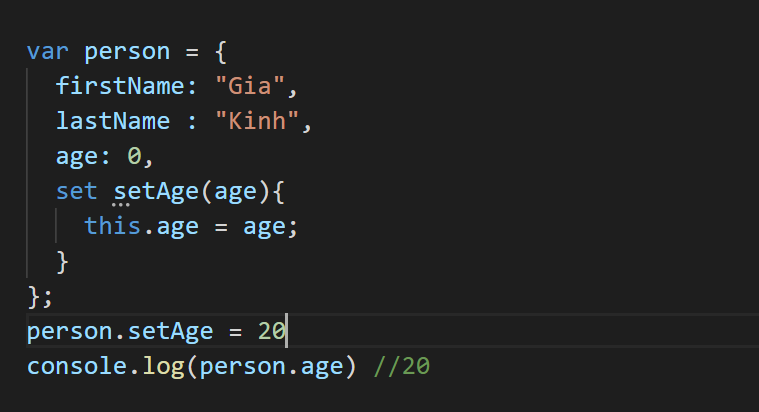 var person = {
  firstName: "Gia",
  lastName : "Kinh",
  age: 0,
  set setAge(age){
    this.age = age;
  }
};
person.setAge = 20
console.log(person.age) //20